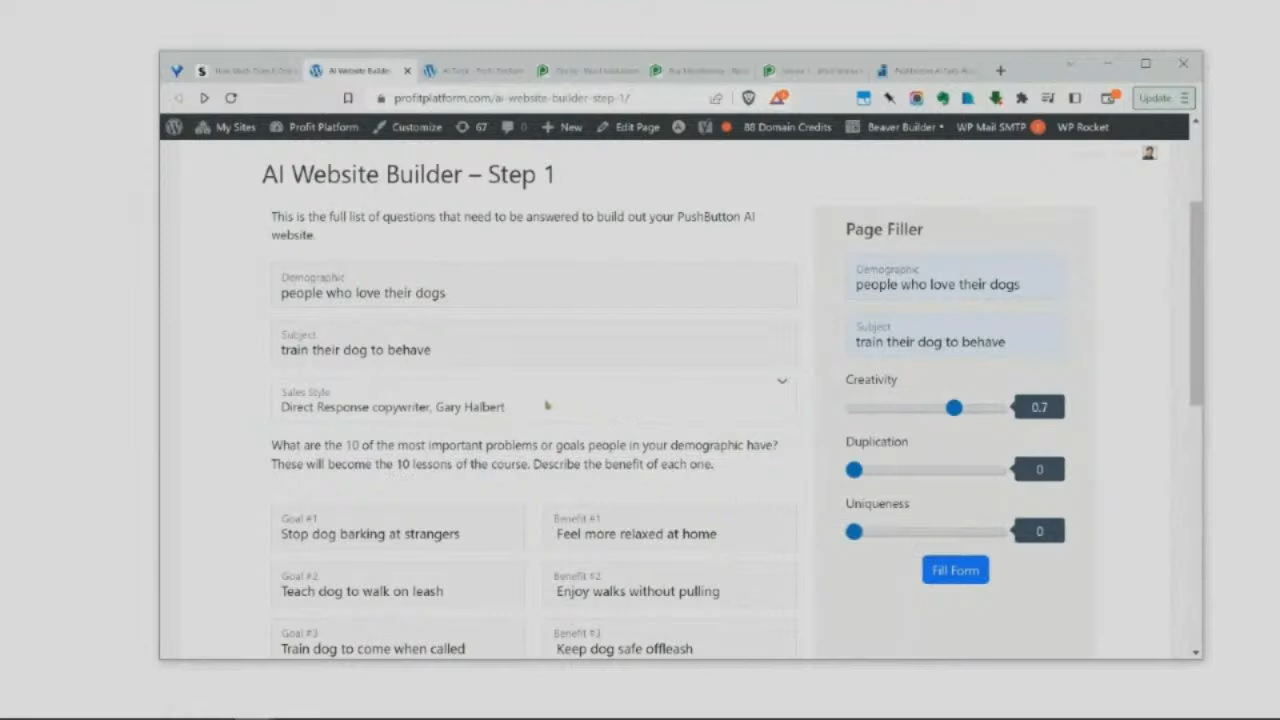 AI Website Builder
profitplatform.com/ai-website-builder-step-1/
Update
My Sites
Profit Platform
Customize
67
0
New
Edit Page
88 Domain Credits
Beaver Builder
WP Mail SMTP
WP Rocket
AI Website Builder – Step 1
This is the full list of questions that need to be answered to build out your PushButton AI
website.
Demographic
people who love their dogs
Subject
train their dog to behave
Sales Style
Direct Response copywriter, Gary Halbert
What are the 10 of the most important problems or goals people in your demographic have?
These will become the 10 lessons of the course. Describe the benefit of each one.
Goal #1
Stop dog barking at strangers
Benefit #1
Feel more relaxed at home
Goal #2
Teach dog to walk on leash
Benefit #2
Enjoy walks without pulling
Goal #3
Train dog to come when called
Benefit #3
Keep dog safe offleash
Page Filler
Demographic
people who love their dogs
Subject
train their dog to behave
Creativity
0.7
Duplication
0
Uniqueness
0
Fill Form